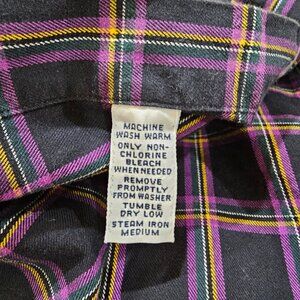 MACHINE
WASH WARM
ONLY NON-
CHLORINE
BLEACH
WHEN NEEDED
REMOVE
PROMPTLY
FROM WASHER
TUMBLE
DRY LOW
STEAM IRON
MEDIUM